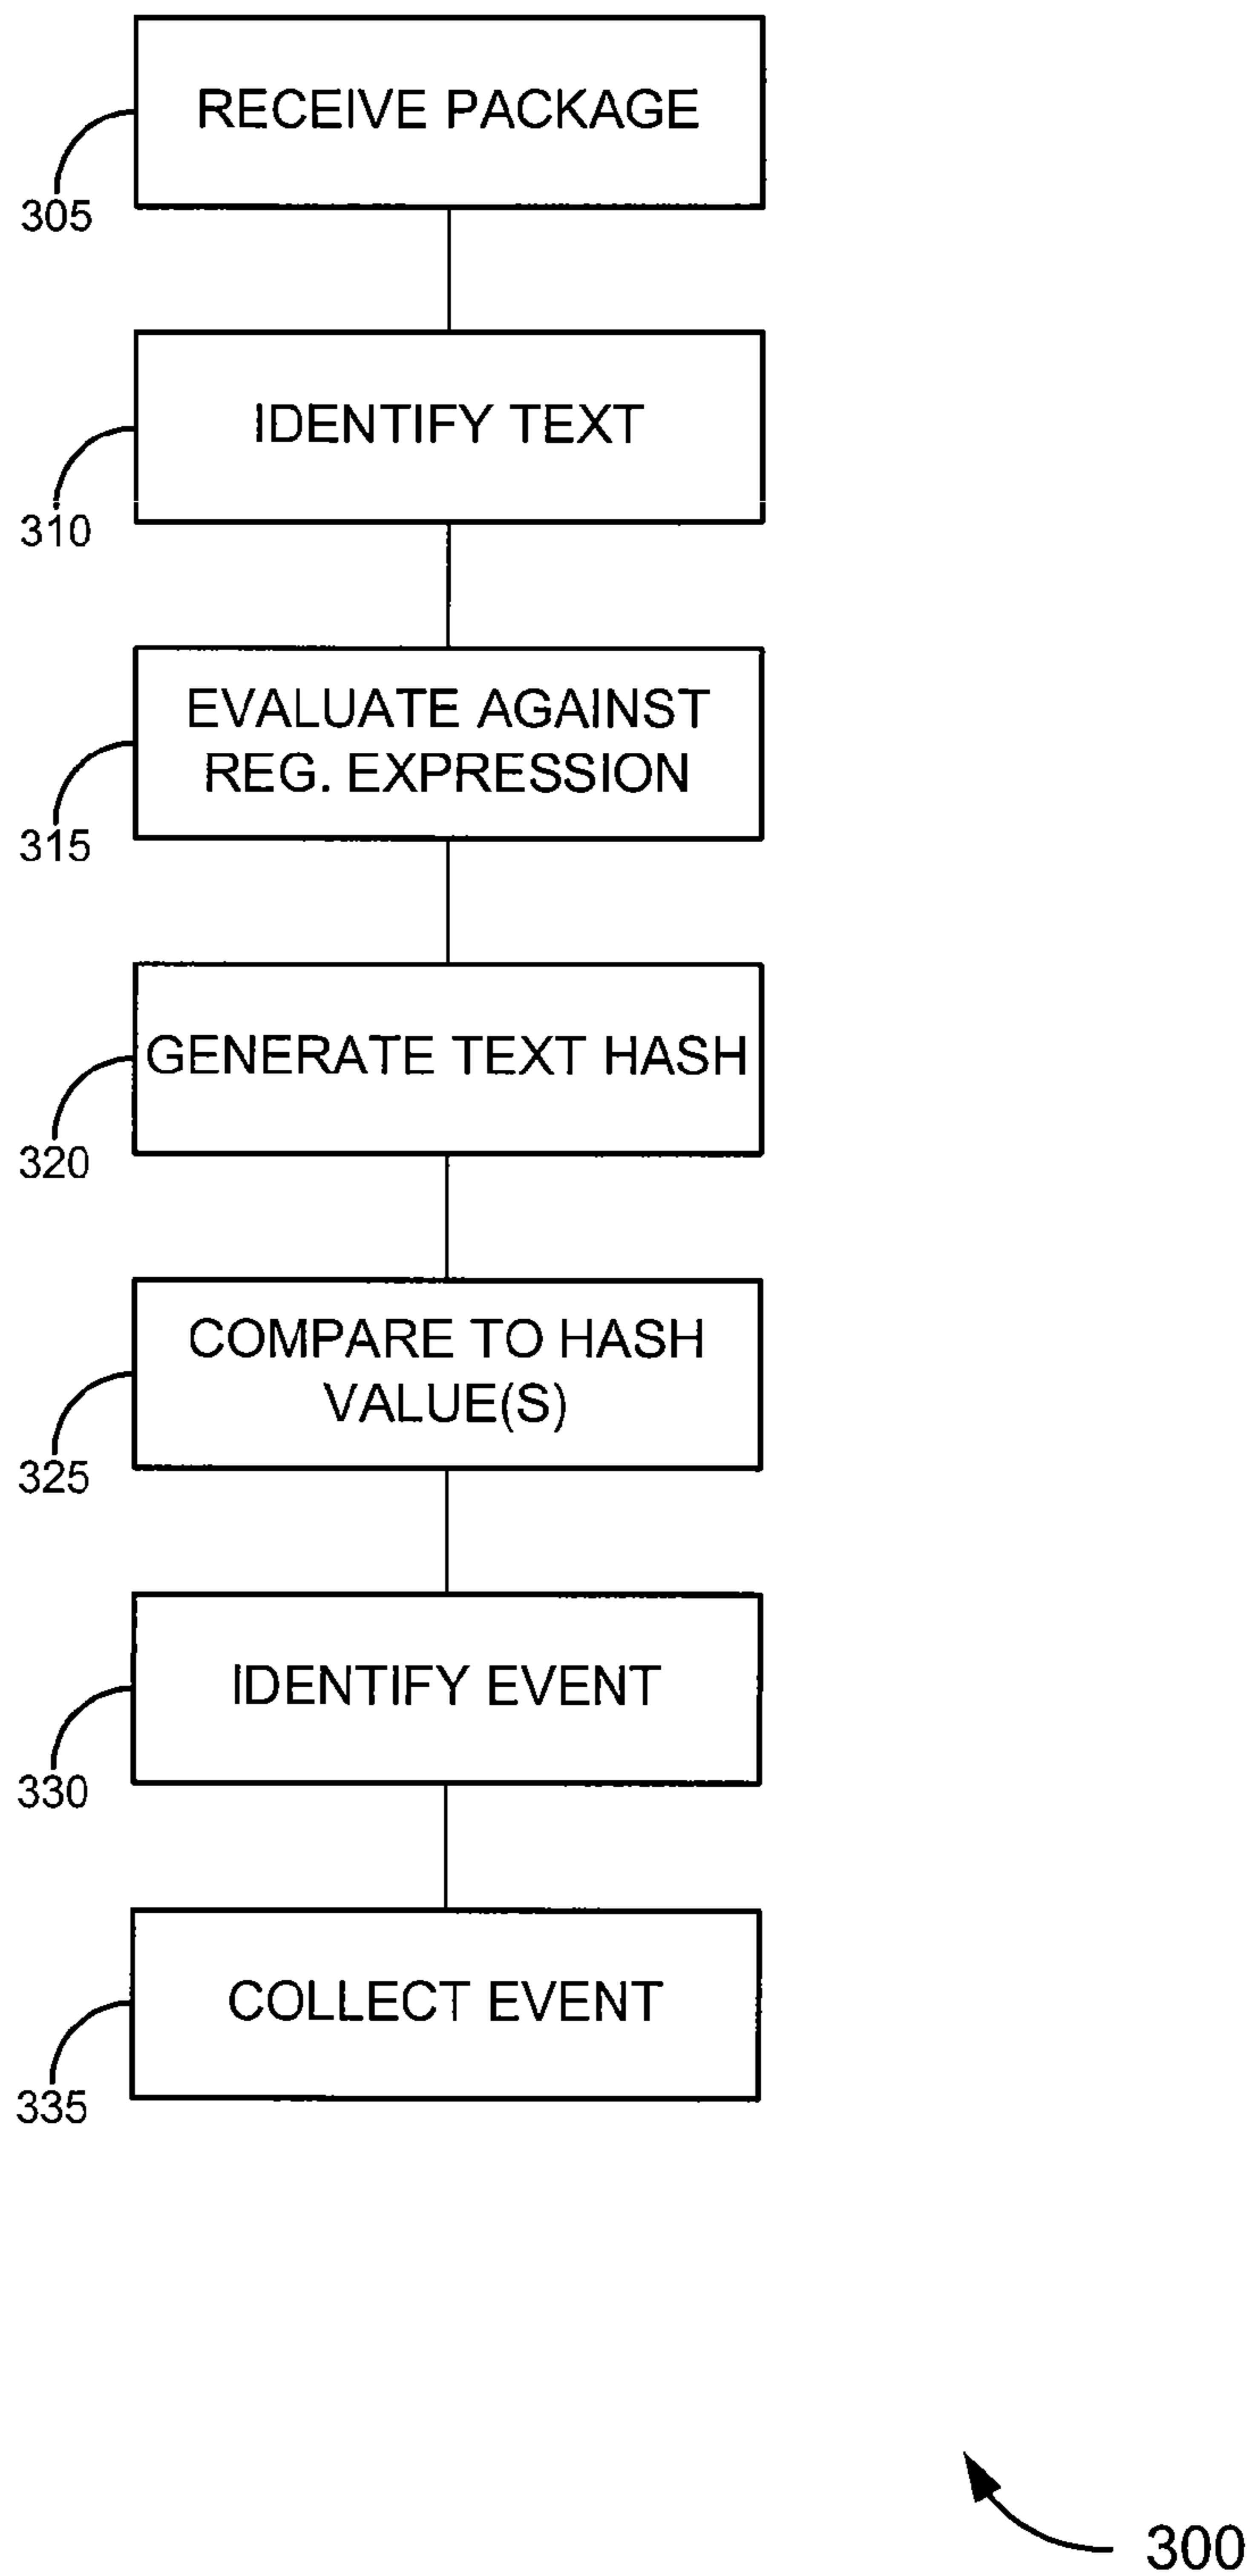 RECEIVE PACKAGE
305
IDENTIFY TEXT
310
EVALUATE AGAINST
REG. EXPRESSION
315
GENERATE TEXT HASH
320
COMPARE TO HASH
VALUE(S)
325
IDENTIFY EVENT
330
COLLECT EVENT
335
300